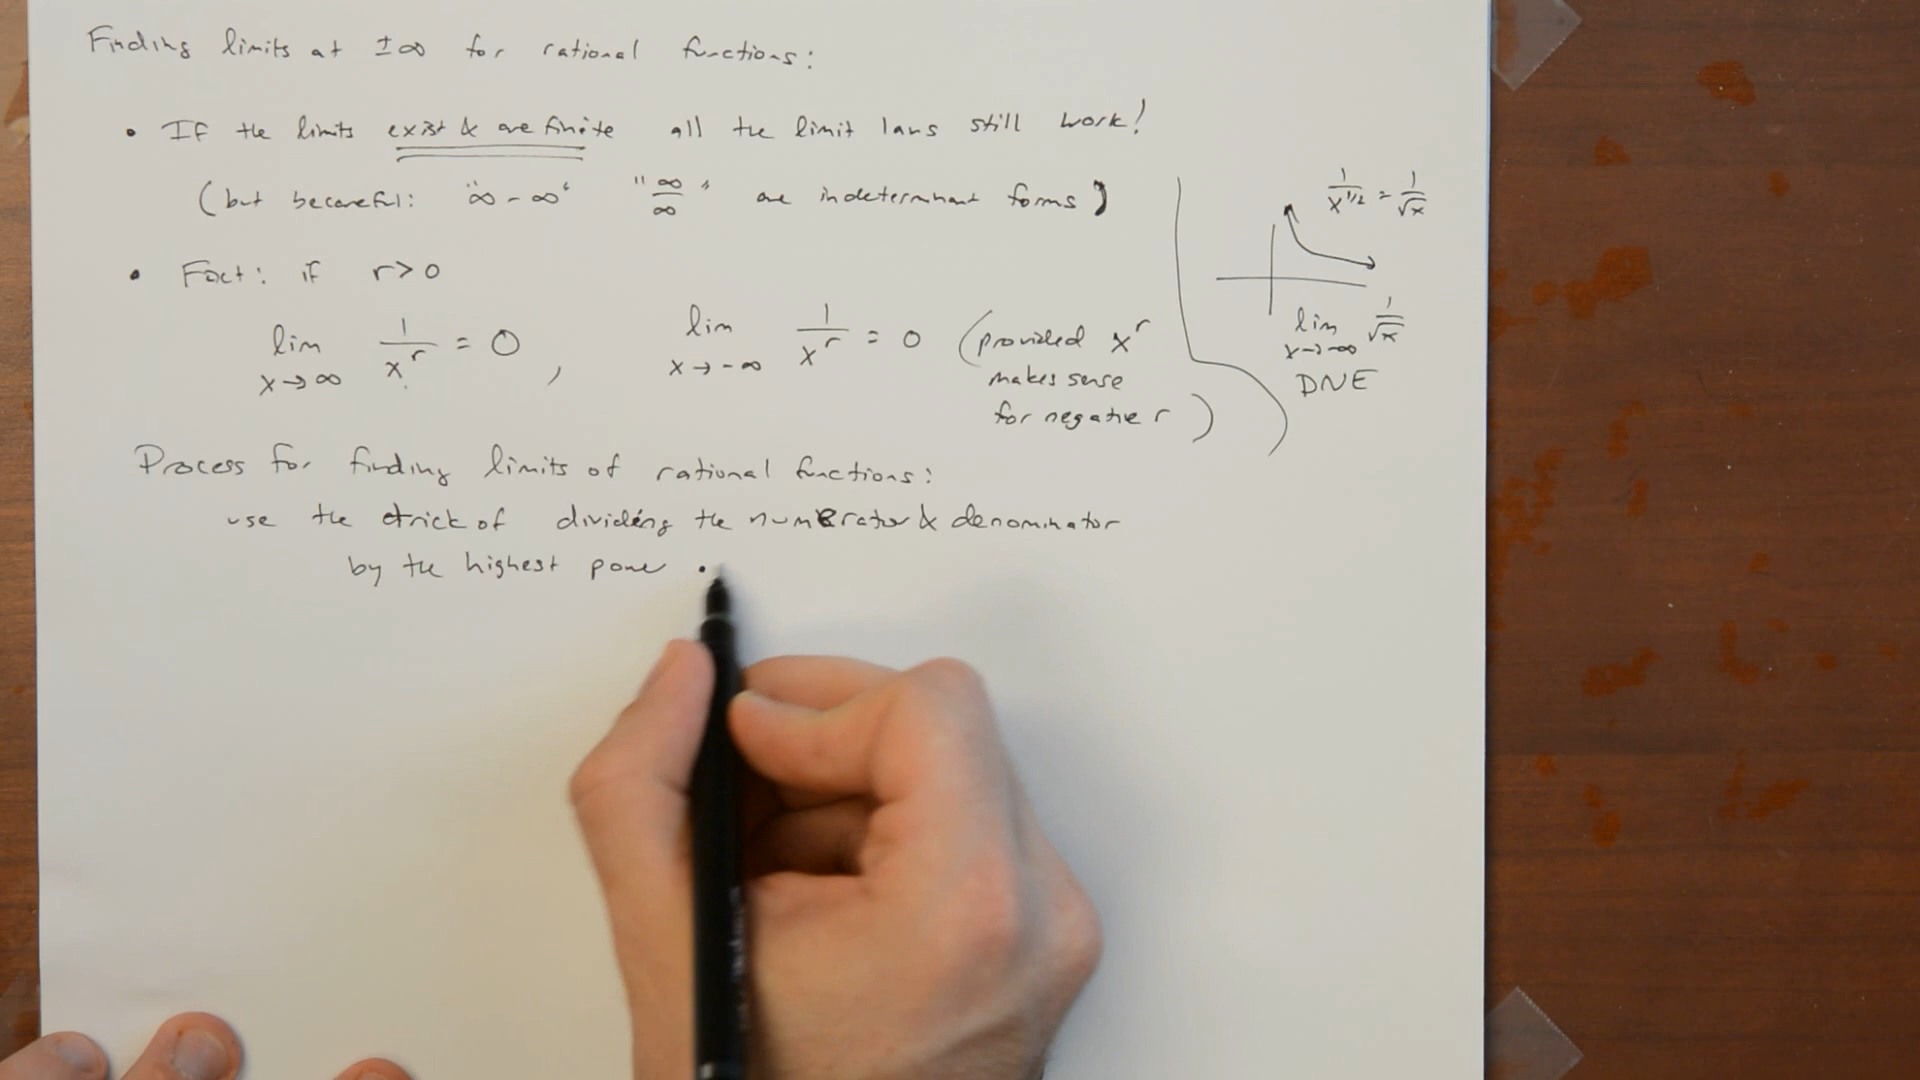 Finding limits at ±∞ for rational functions:
• If the limits exist & are finite all the limit laws still work!
(but becareful: "∞ - ∞" "∞/∞" are indeterminant forms)
• Fact: if r>0
lim x→∞ 1/x^r = 0 , lim x→-∞ 1/x^r = 0 (provided x^r
makes sense
for negative r )
1/x^1/2 = 1/√x
lim x→-∞ 1/√x
DNE
Process for finding limits of rational functions:
use the trick of dividing the numerator & denominator
by the highest power